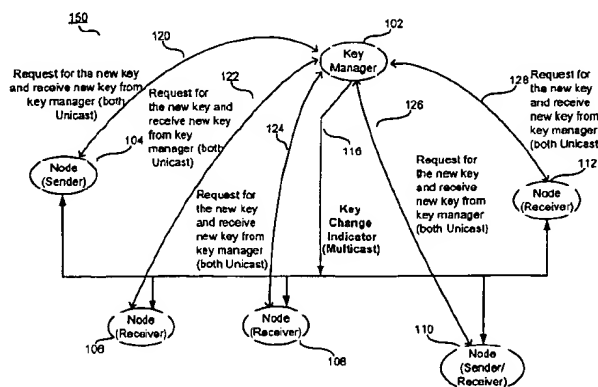 150
120
102
Key
Manager
Request for the new key
and receive new key from
key manager (both
Unicast)
Request for
the new key and
receive new key
from key
manager (both
Unicast)
122
128
Request for
the new key
and receive
new key from
key manager
(both Unicast)
126
124
116
104
Node
(Sender)
112
Node
(Receiver)
Request for
the new key
and receive
new key from
key manager
(both Unicast)
Key
Change
Indicator
(Multicast)
Request for
the new key
and receive
new key from
key manager
(both Unicast)
Node
(Receiver)
106
Node
(Receiver)
108
110
Node
(Sender/
Receiver)